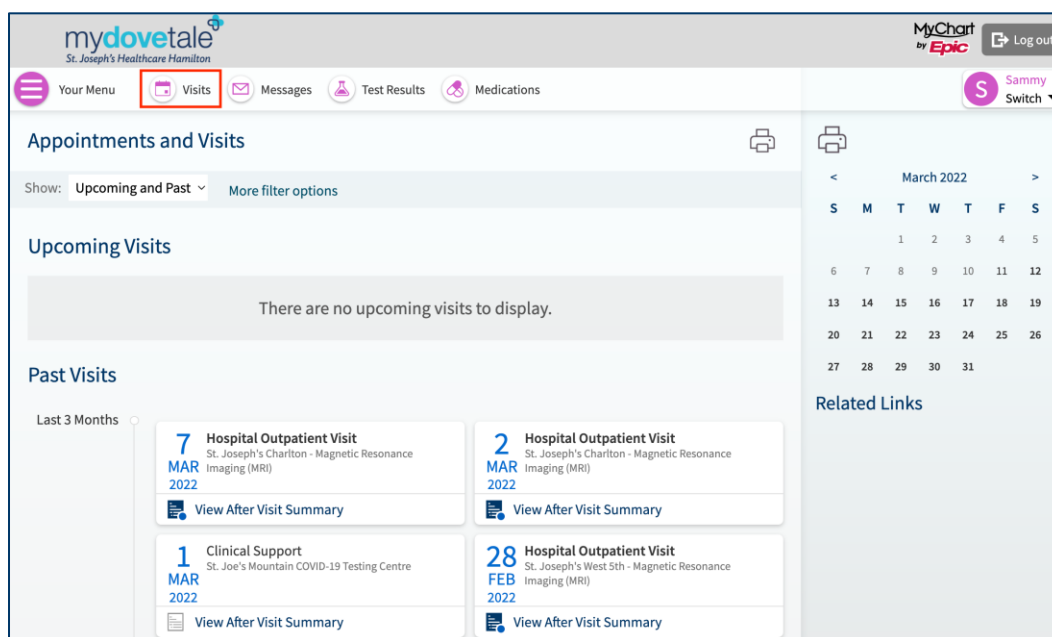 mydovetale
St. Joseph's Healthcare Hamilton
MyChart
by Epic
Log out
Your Menu
Visits
Messages
Test Results
Medications
S
Sammy
Switch
Appointments and Visits
Show: Upcoming and Past
More filter options
Upcoming Visits
There are no upcoming visits to display.
Past Visits
Last 3 Months
7
MAR
2022
Hospital Outpatient Visit
St. Joseph's Charlton - Magnetic Resonance
Imaging (MRI)
View After Visit Summary
2
MAR
2022
Hospital Outpatient Visit
St. Joseph's Charlton - Magnetic Resonance
Imaging (MRI)
View After Visit Summary
1
MAR
2022
Clinical Support
St. Joe's Mountain COVID-19 Testing Centre
View After Visit Summary
28
FEB
2022
Hospital Outpatient Visit
St. Joseph's West 5th - Magnetic Resonance
Imaging (MRI)
View After Visit Summary
< March 2022 >
S M T W T F S
1 2 3 4 5
6 7 8 9 10 11 12
13 14 15 16 17 18 19
20 21 22 23 24 25 26
27 28 29 30 31
Related Links